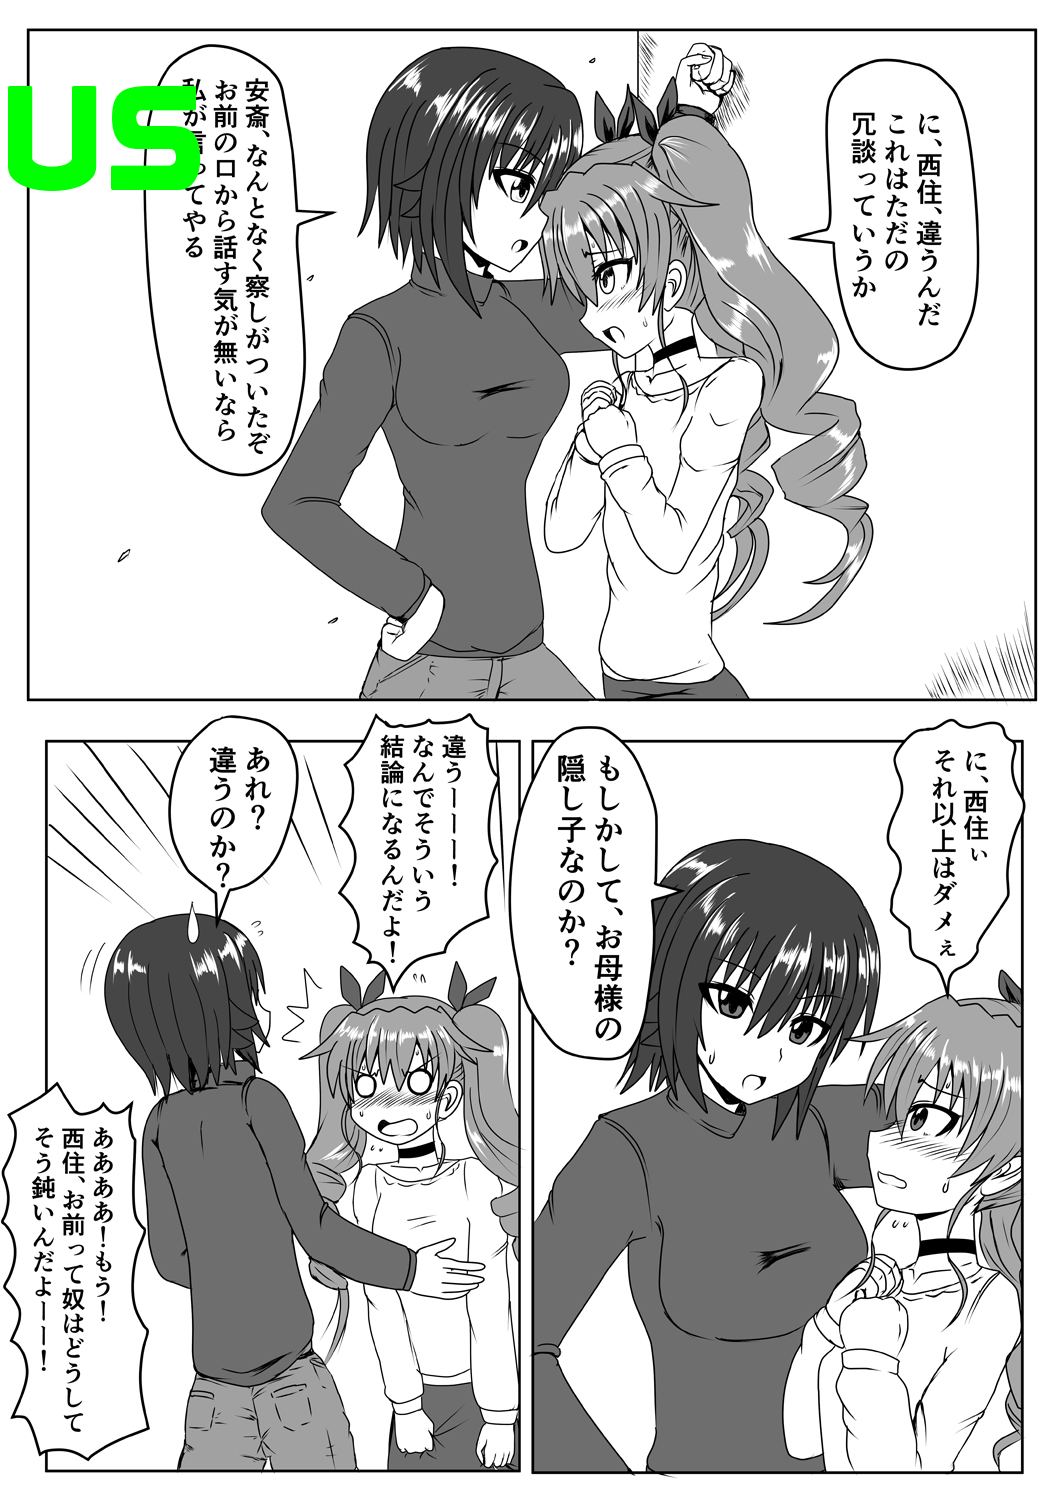 に、西住、違うんだ
これはただの
冗談っていうか
安斎、なんとなく察しがついたぞ
お前の口から話す気が無いなら
私が言ってやる
US
に、西住ぃ
それ以上はダメぇ
もしかして、お母様の
隠し子なのか？
違うーーー！
なんでそういう
結論になるんだよ！
あれ？
違うのか？
ああああ！もう！
西住、お前って奴はどうして
そう鈍いんだよーー！